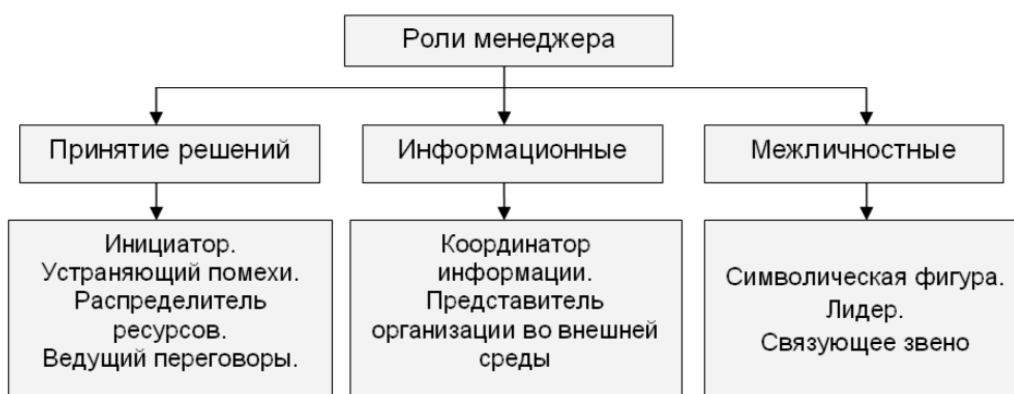 Роли менеджера
Принятие решений
Информационные
Межличностные
Инициатор.
Устраняющий помехи.
Распределитель
ресурсов.
Ведущий переговоры.
Координатор
информации.
Представитель
организации во внешней
среды
Символическая фигура.
Лидер.
Связующее звено